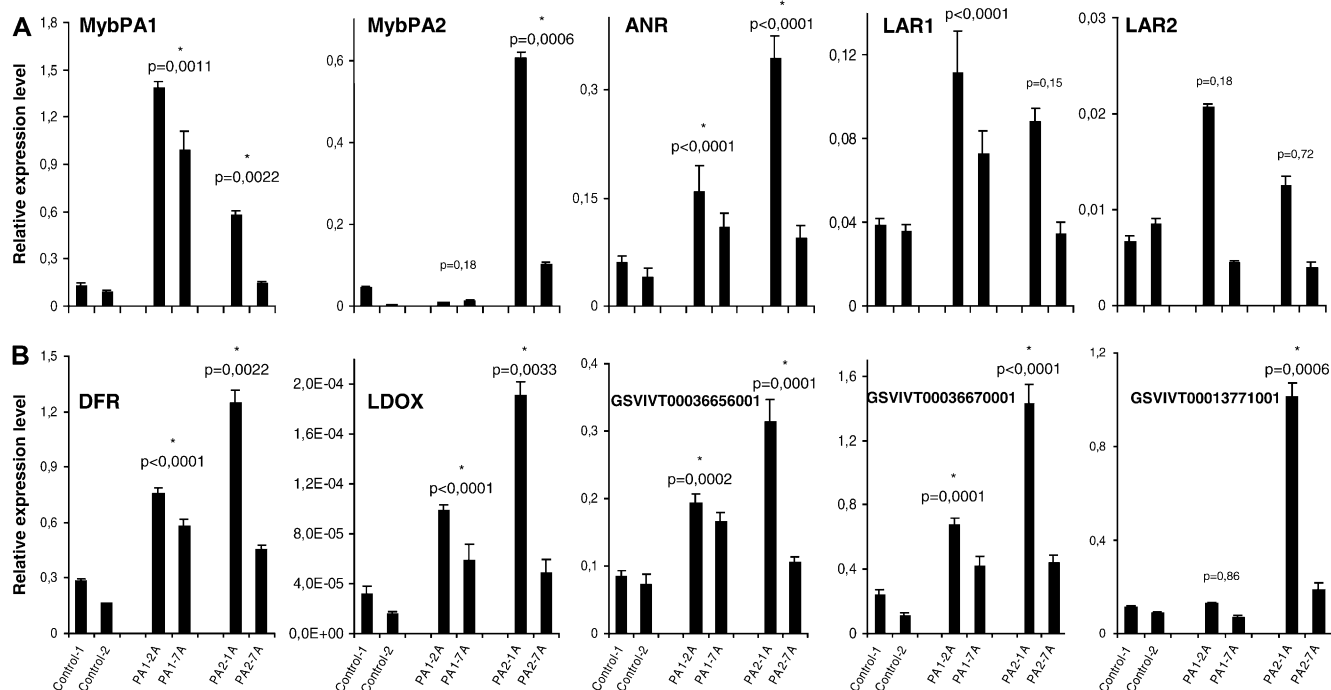 A
Relative expression level
MybPA1
1,8
1,5
1,2
0,9
0,6
0,3
0
*
p=0,0011
*
p=0,0022
MybPA2
0,6
0,4
0,2
0
p=0,18
*
p=0,0006
ANR
0,3
0,15
0
*
p<0,0001
*
p<0,0001
LAR1
0,12
0,08
0,04
0
p<0,0001
p=0,15
LAR2
0,03
0,02
0,01
0
p=0,18
p=0,72
B
Relative expression level
DFR
1,5
1,2
0,9
0,6
0,3
0
*
p<0,0001
*
p=0,0022
Control-1
Control-2
PA1-2A
PA1-7A
PA2-1A
PA2-7A
LDOX
2,0E-04
1,6E-04
1,2E-04
8,0E-05
4,0E-05
0,0E+00
*
p<0,0001
*
p=0,0033
Control-1
Control-2
PA1-2A
PA1-7A
PA2-1A
PA2-7A
GSVIVT00036656001
0,4
0,3
0,2
0,1
0
*
p=0,0002
*
p=0,0001
Control-1
Control-2
PA1-2A
PA1-7A
PA2-1A
PA2-7A
GSVIVT00036670001
1,6
1,2
0,8
0,4
0
*
p=0,0001
*
p<0,0001
Control-1
Control-2
PA1-2A
PA1-7A
PA2-1A
PA2-7A
GSVIVT00013771001
1,2
0,8
0,4
0
p=0,86
*
p=0,0006
Control-1
Control-2
PA1-2A
PA1-7A
PA2-1A
PA2-7A